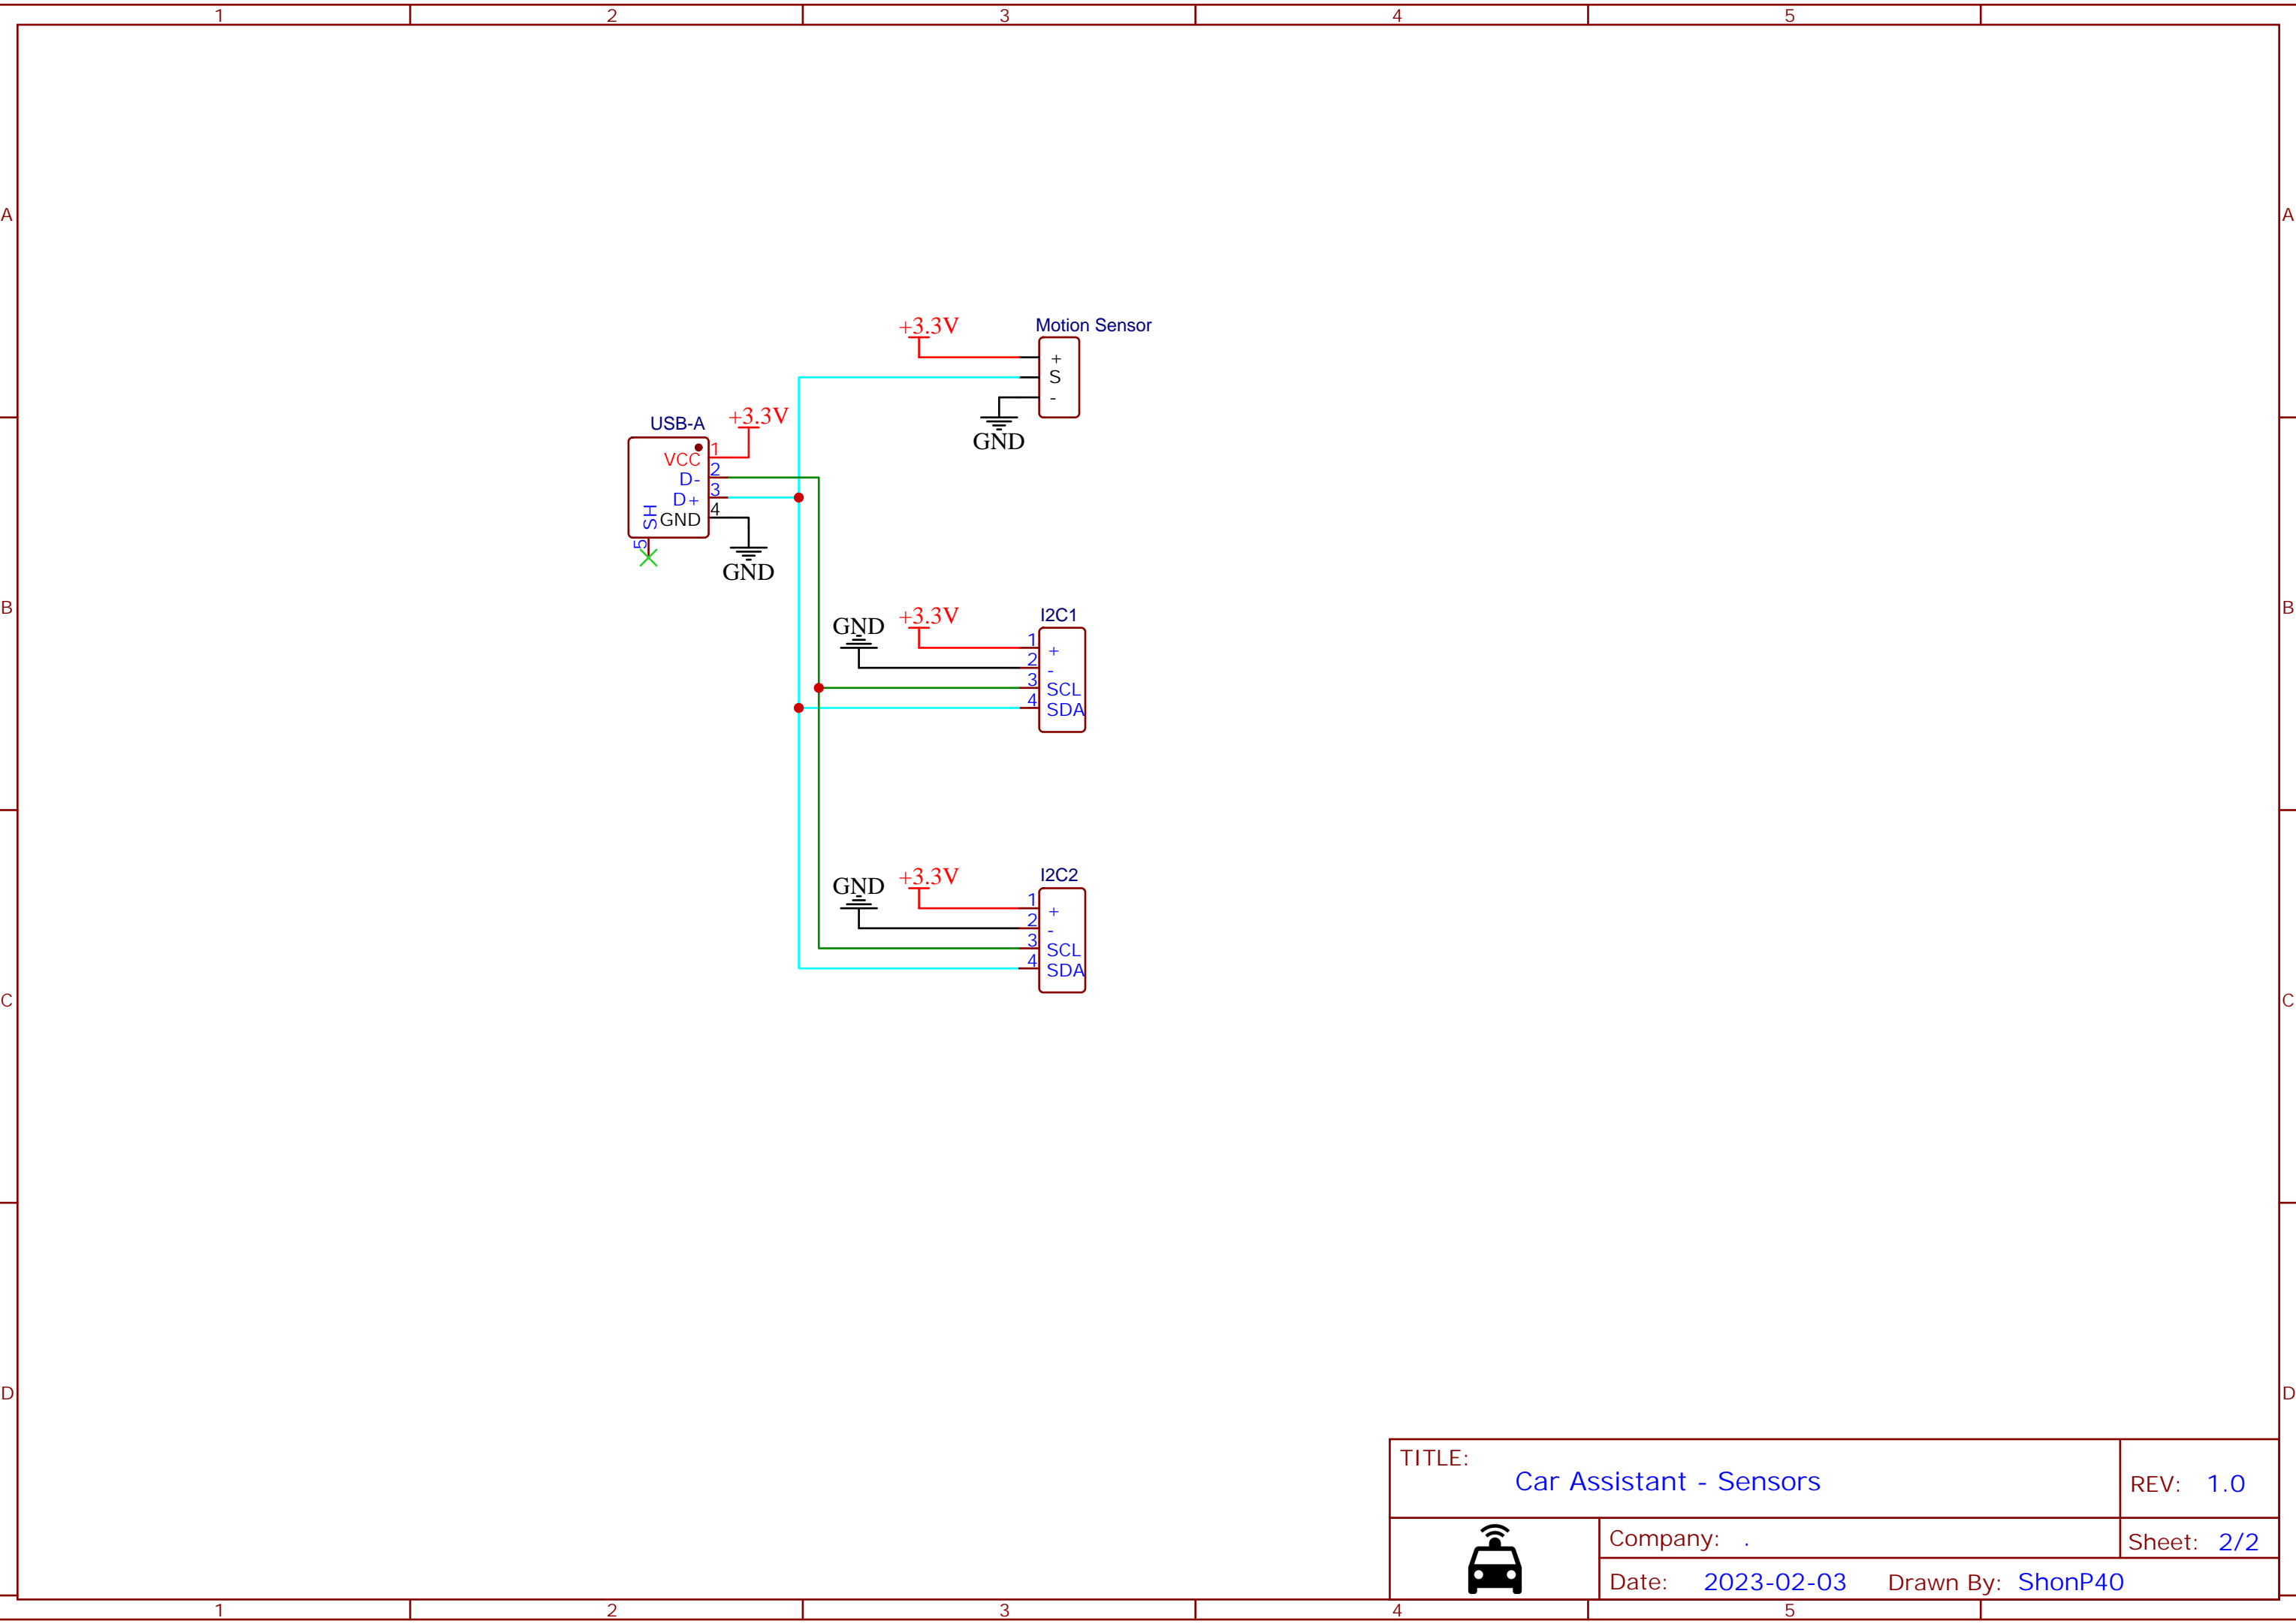 1 2 3 4 5
A A
+3.3V Motion Sensor
+
S
-
GND
USB-A +3.3V
VCC 1
D- 2
D+ 3
GND 4
SH
5
GND
B B
GND +3.3V I2C1
1 +
2 -
3 SCL
4 SDA
GND +3.3V I2C2
1 +
2 -
3 SCL
4 SDA
C C
D D
TITLE:
Car Assistant - Sensors
REV: 1.0
Company: .
Sheet: 2/2
Date: 2023-02-03 Drawn By: ShonP40
1 2 3 4 5